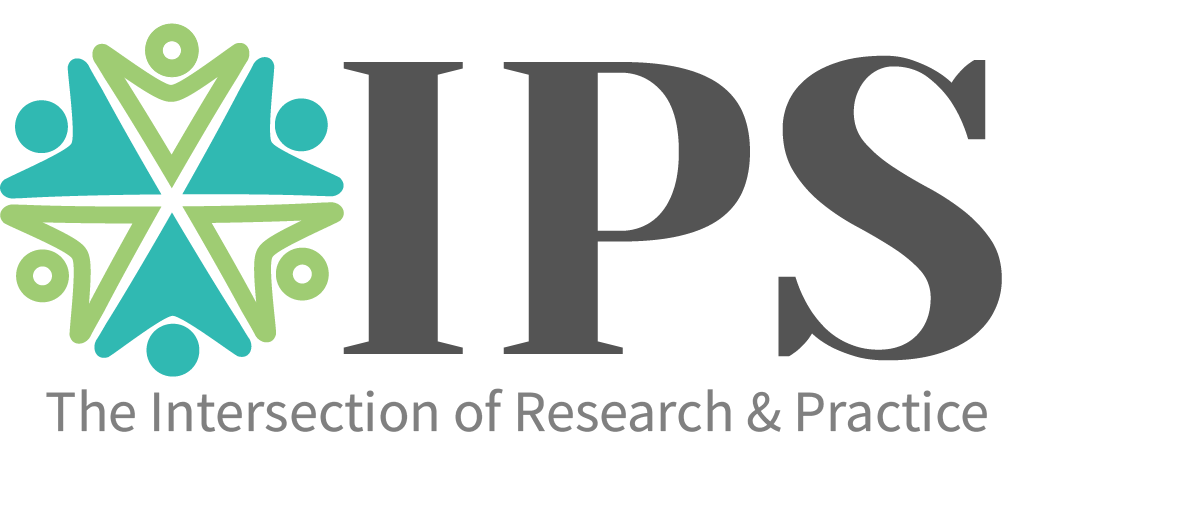 IPS
The Intersection of Research & Practice